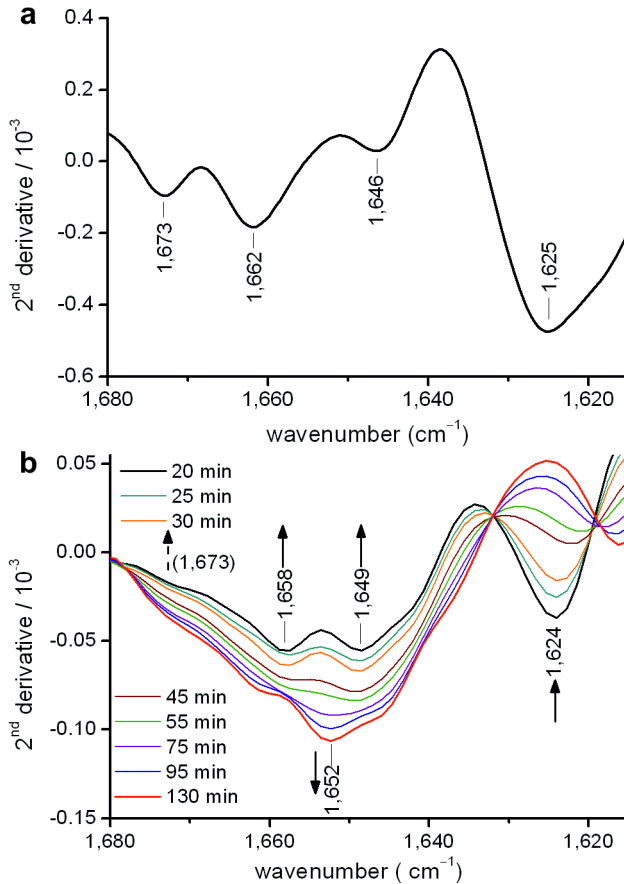 a
2nd derivative / 10⁻³
0.4
0.2
0.0
-0.2
-0.4
-0.6
1,673
1,662
1,646
1,625
1,680
1,660
1,640
1,620
wavenumber (cm⁻¹)
b
2nd derivative / 10⁻³
0.05
0.00
-0.05
-0.10
-0.15
20 min
25 min
30 min
(1,673)
1,658
1,649
1,624
45 min
55 min
75 min
95 min
130 min
1,652
1,680
1,660
1,640
1,620
wavenumber ( cm⁻¹)